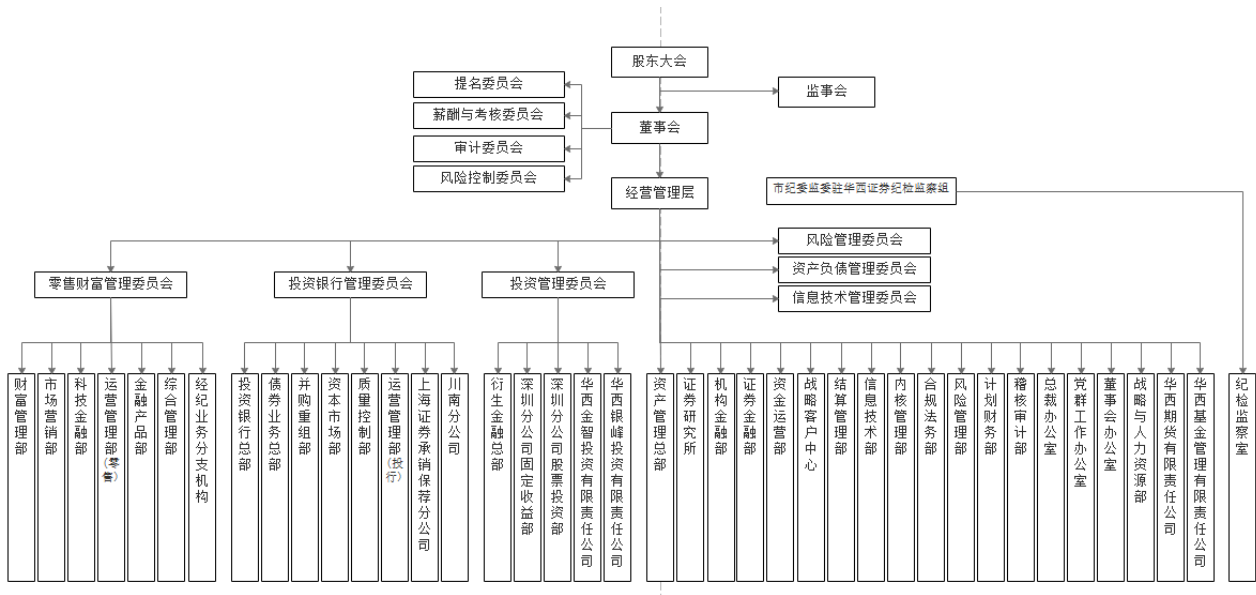 股东大会
提名委员会
监事会
薪酬与考核委员会
董事会
审计委员会
风险控制委员会
经营管理层
市纪委监委驻华西证券纪检监察组
风险管理委员会
零售财富管理委员会
投资银行管理委员会
投资管理委员会
资产负债管理委员会
信息技术管理委员会
财富管理部
市场营销部
科技金融部
运营管理部(零售)
金融产品部
综合管理部
经纪业务分支机构
投资银行总部
债券业务总部
并购重组部
资本市场部
质量控制部
运营管理部(投行)
上海证券承销保荐分公司
川南分公司
衍生金融总部
深圳分公司固定收益部
深圳分公司股票投资部
华西金智投资有限责任公司
华西银峰投资有限责任公司
资产管理总部
证券研究所
机构金融部
证券金融部
资金运营部
战略客户中心
结算管理部
信息技术部
内核管理部
合规法务部
风险管理部
计划财务部
稽核审计部
总裁办公室
党群工作办公室
董事会办公室
战略与人力资源部
华西期货有限责任公司
华西基金管理有限责任公司
纪检监察室